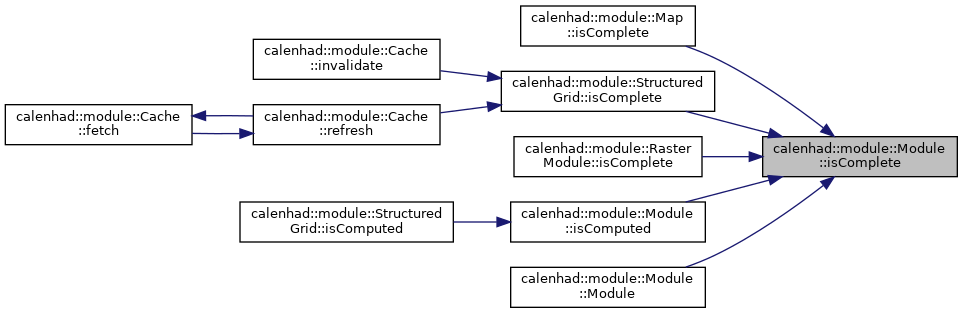 calenhad::module::Map
::isComplete
calenhad::module::Cache
::invalidate
calenhad::module::Structured
Grid::isComplete
calenhad::module::Cache
::fetch
calenhad::module::Cache
::refresh
calenhad::module::Raster
Module::isComplete
calenhad::module::Module
::isComplete
calenhad::module::Structured
Grid::isComputed
calenhad::module::Module
::isComputed
calenhad::module::Module
::Module